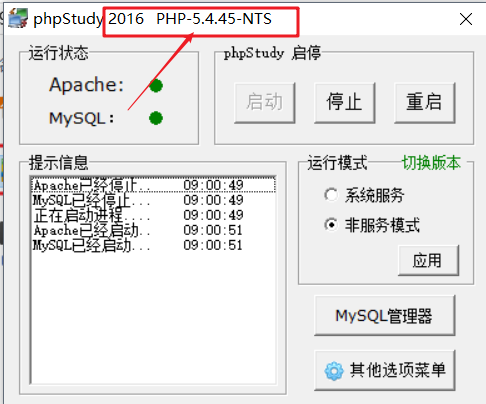 phpStudy 2016 PHP-5.4.45-NTS
运行状态
Apache:
MySQL:
phpStudy 启停
启动 停止 重启
提示信息
Apache已经停止.. 09:00:49
MySQL已经停止... 09:00:49
正在启动进程.... 09:00:49
Apache已经启动.. 09:00:51
MySQL已经启动... 09:00:51
运行模式 切换版本
系统服务
非服务模式
应用
MySQL管理器
其他选项菜单